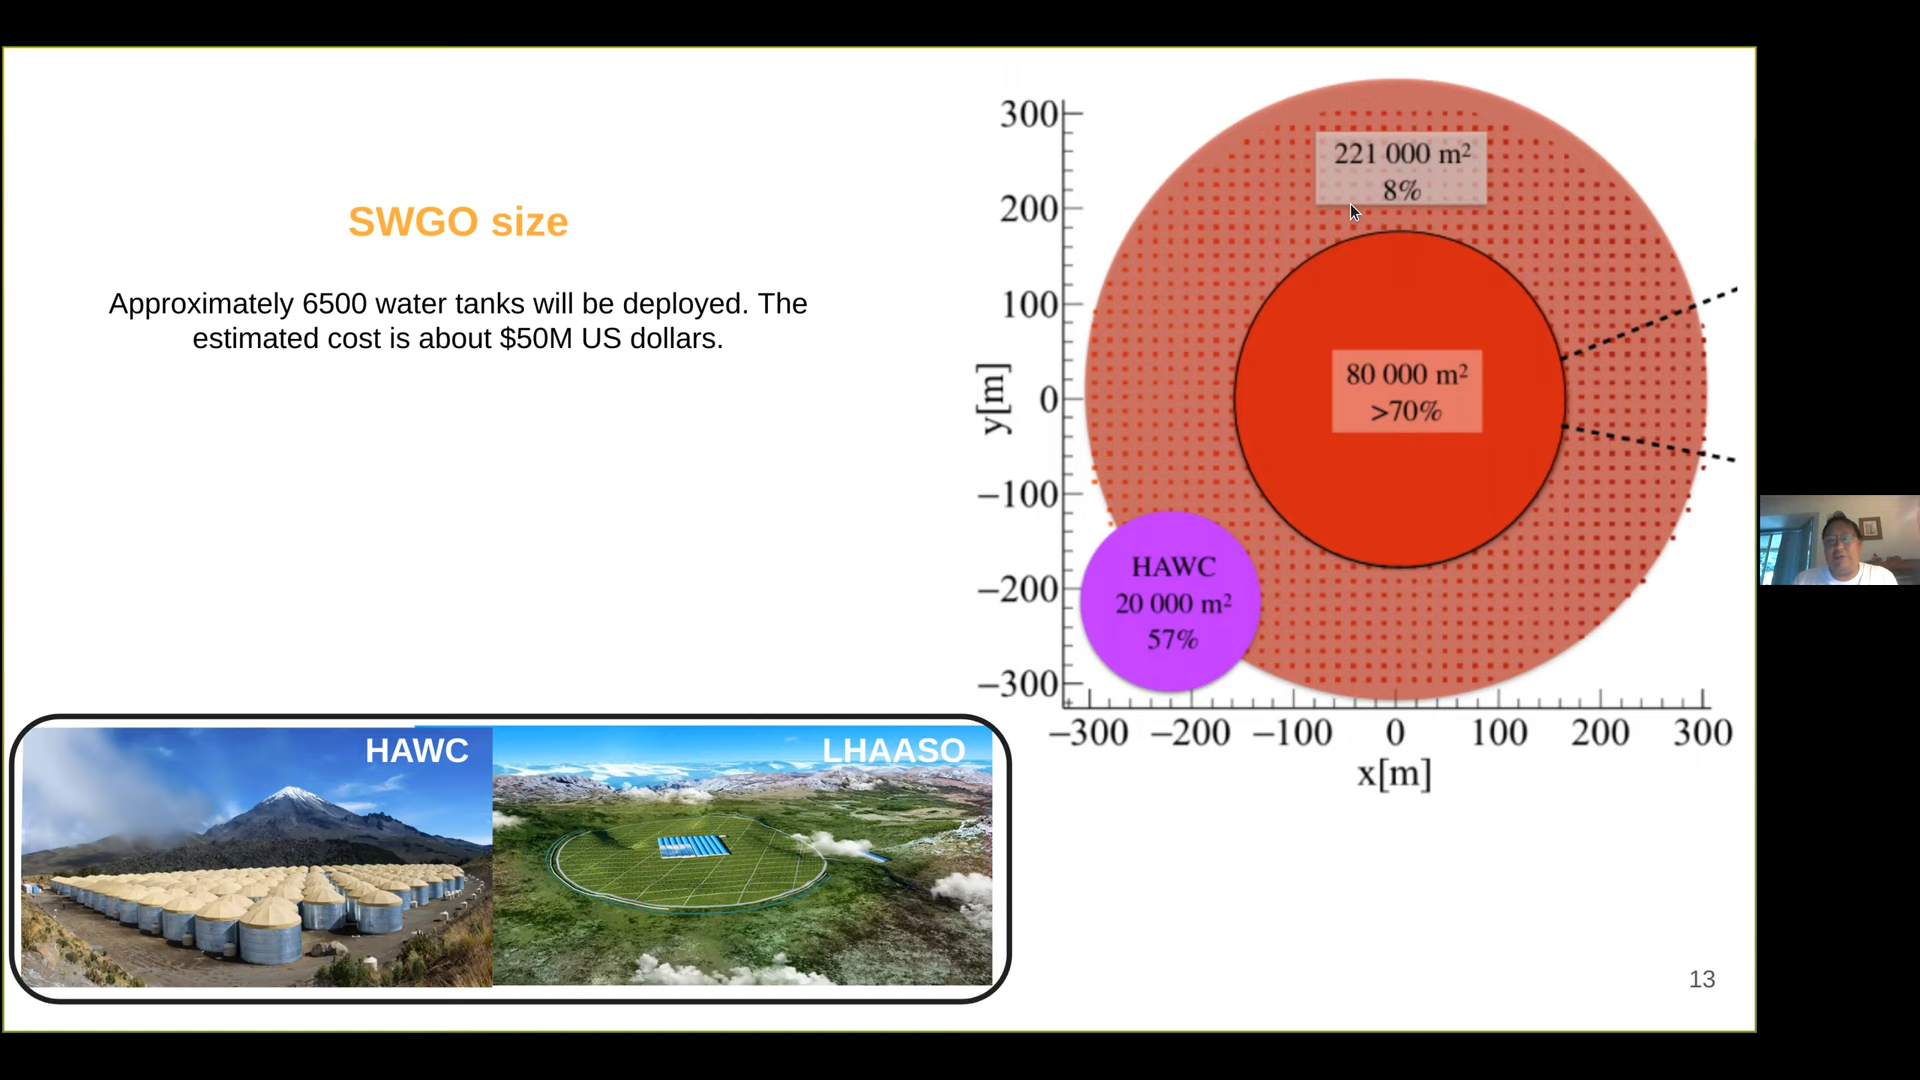 SWGO size
Approximately 6500 water tanks will be deployed. The
estimated cost is about $50M US dollars.
300
200
100
0
−100
−200
−300
y[m]
221 000 m²
8%
80 000 m²
>70%
HAWC
20 000 m²
57%
−300 −200 −100 0 100 200 300
x[m]
HAWC
LHAASO
13